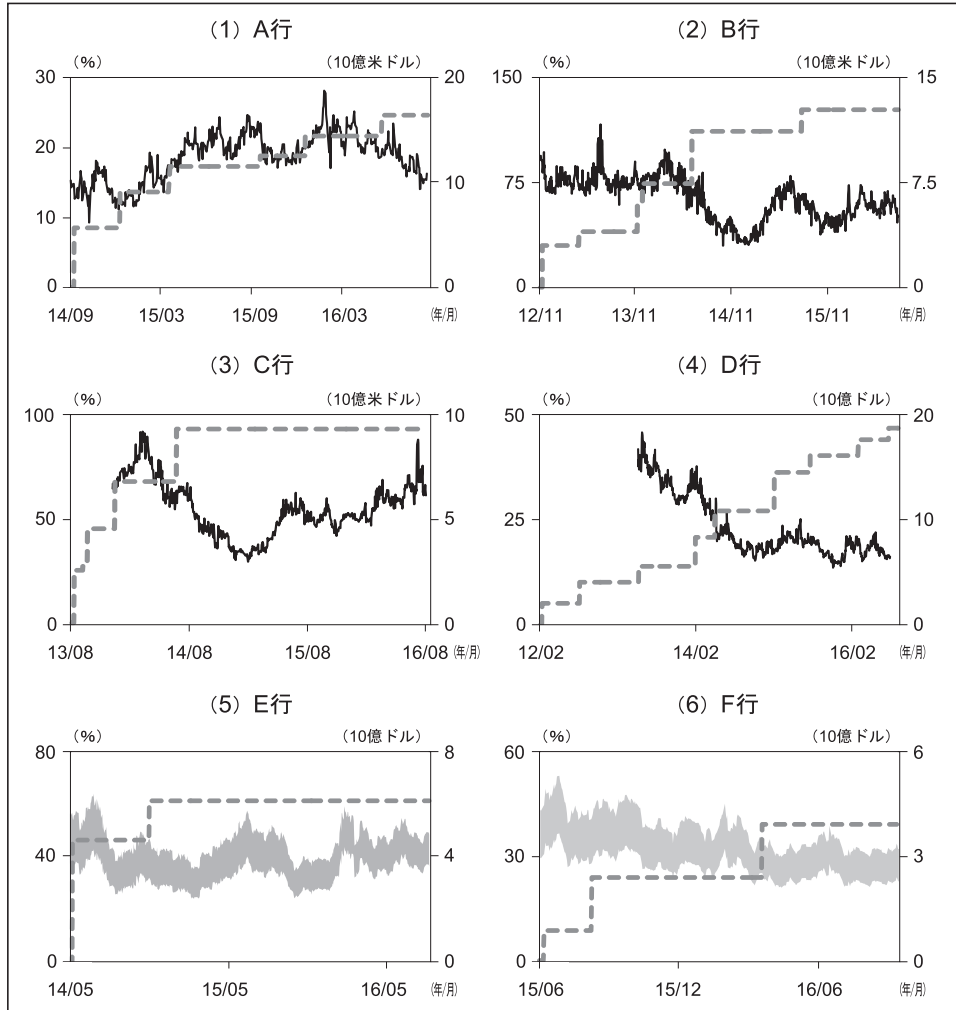 (1) A行
(%) (10億米ドル)
30 20
20 10
10
0 0
14/09 15/03 15/09 16/03 (年/月)
(2) B行
(%) (10億米ドル)
150 15
75 7.5
0 0
12/11 13/11 14/11 15/11 (年/月)
(3) C行
(%) (10億米ドル)
100 10
50 5
0 0
13/08 14/08 15/08 16/08 (年/月)
(4) D行
(%) (10億ドル)
50 20
25 10
0 0
12/02 14/02 16/02 (年/月)
(5) E行
(%) (10億ドル)
80 8
40 4
0 0
14/05 15/05 16/05 (年/月)
(6) F行
(%) (10億ドル)
60 6
30 3
0 0
15/06 15/12 16/06 (年/月)